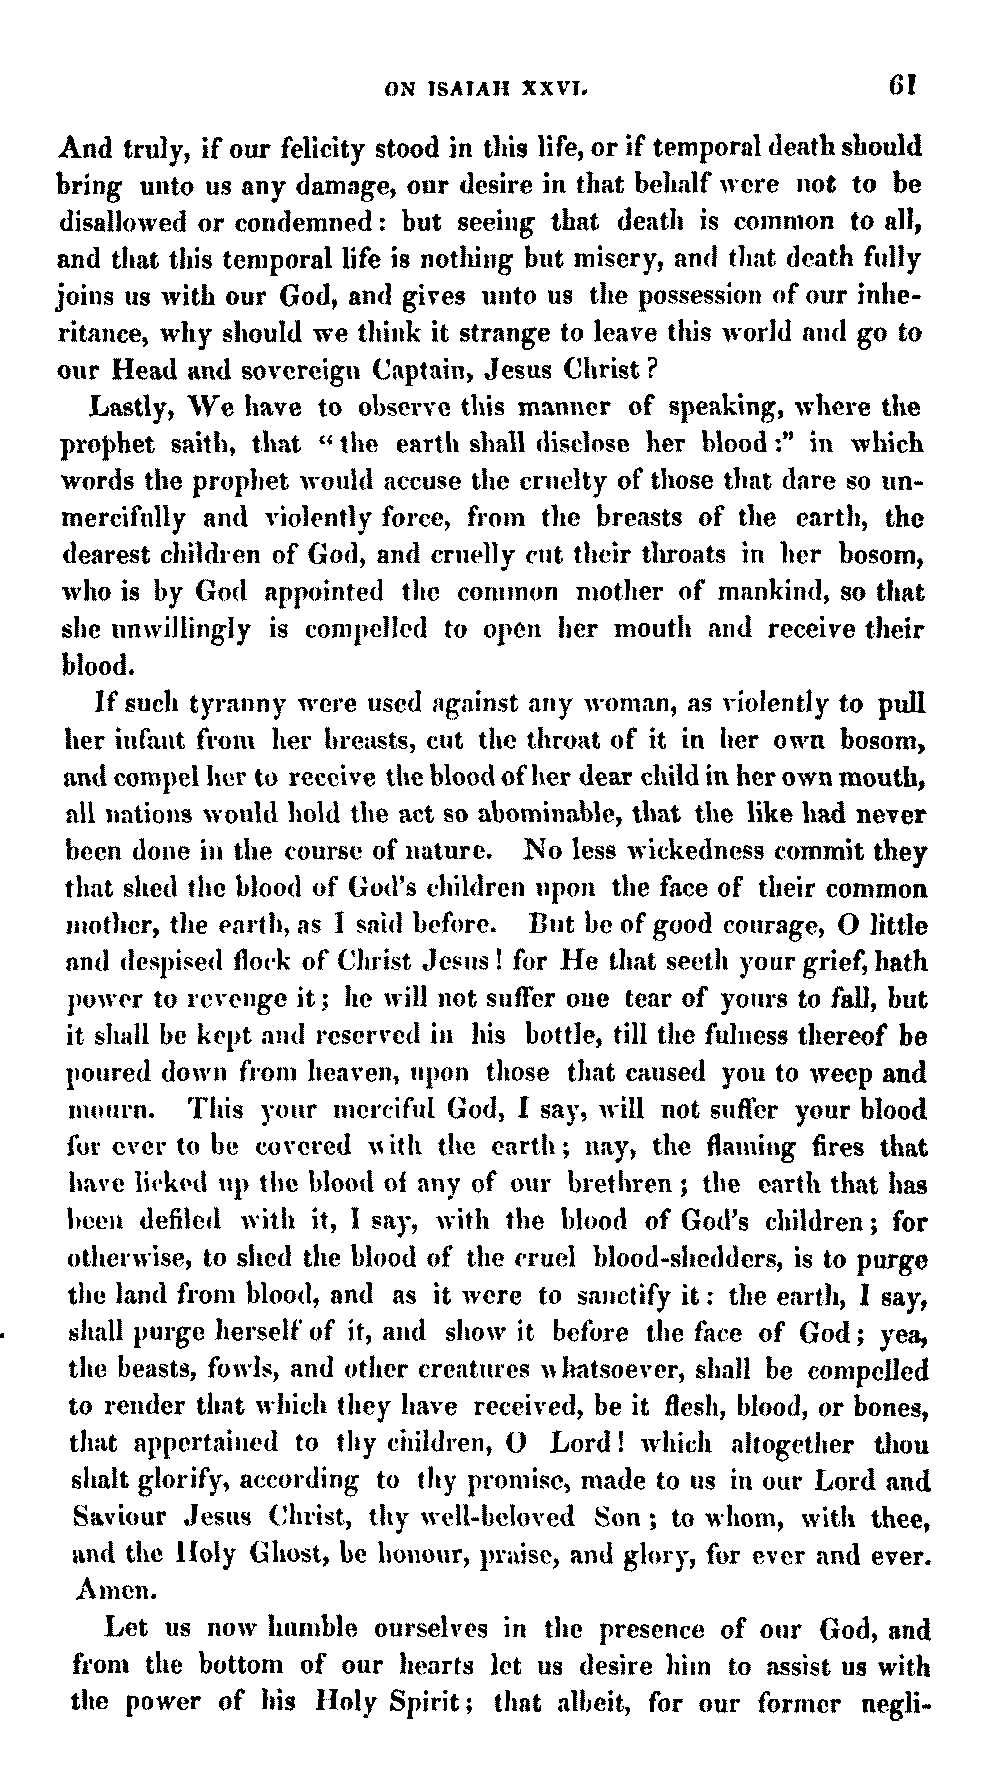 ON ISAIAH XXVI. 61
And truly, if our felicity stood in this life, or if temporal death should
bring unto us any damage, our desire in that behalf were not to be
disallowed or condemned: but seeing that death is common to all,
and that this temporal life is nothing but misery, and that death fully
joins us with our God, and gives unto us the possession of our inhe-
ritance, why should we think it strange to leave this world and go to
our Head and sovereign Captain, Jesus Christ?
Lastly, We have to observe this manner of speaking, where the
prophet saith, that “the earth shall disclose her blood:” in which
words the prophet would accuse the cruelty of those that dare so un-
mercifully and violently force, from the breasts of the earth, the
dearest children of God, and cruelly cut their throats in her bosom,
who is by God appointed the common mother of mankind, so that
she unwillingly is compelled to open her mouth and receive their
blood.
If such tyranny were used against any woman, as violently to pull
her infant from her breasts, cut the throat of it in her own bosom,
and compel her to receive the blood of her dear child in her own mouth,
all nations would hold the act so abominable, that the like had never
been done in the course of nature. No less wickedness commit they
that shed the blood of God's children upon the face of their common
mother, the earth, as I said before. But be of good courage, O little
and despised flock of Christ Jesus! for He that seeth your grief, hath
power to revenge it; he will not suffer one tear of yours to fall, but
it shall be kept and reserved in his bottle, till the fulness thereof be
poured down from heaven, upon those that caused you to weep and
mourn. This your merciful God, I say, will not suffer your blood
for ever to be covered with the earth; nay, the flaming fires that
have licked up the blood of any of our brethren; the earth that has
been defiled with it, I say, with the blood of God's children; for
otherwise, to shed the blood of the cruel blood-shedders, is to purge
the land from blood, and as it were to sanctify it: the earth, I say,
shall purge herself of it, and show it before the face of God; yea,
the beasts, fowls, and other creatures whatsoever, shall be compelled
to render that which they have received, be it flesh, blood, or bones,
that appertained to thy children, O Lord! which altogether thou
shalt glorify, according to thy promise, made to us in our Lord and
Saviour Jesus Christ, thy well-beloved Son; to whom, with thee,
and the Holy Ghost, be honour, praise, and glory, for ever and ever.
Amen.
Let us now humble ourselves in the presence of our God, and
from the bottom of our hearts let us desire him to assist us with
the power of his Holy Spirit; that albeit, for our former negli-